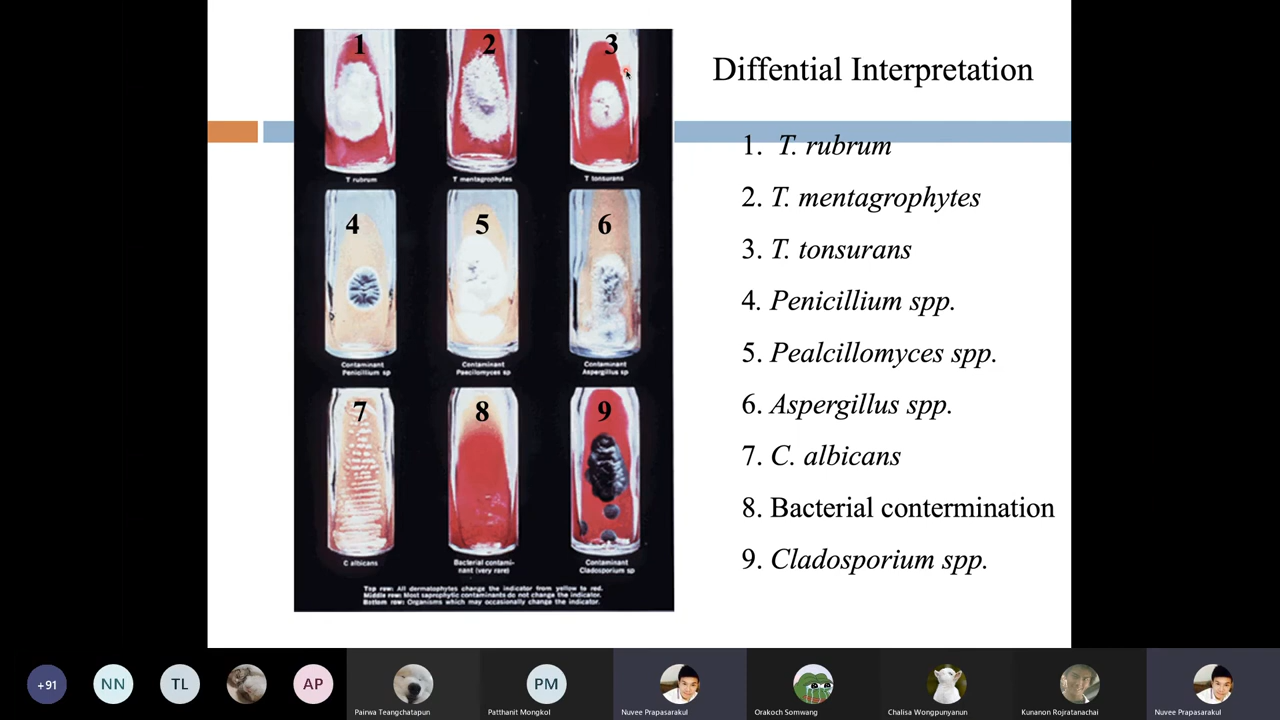 1
2
3
T rubrum
T mentagrophytes
T tonsurans
4
5
6
Contaminant
Penicillium sp
Contaminant
Paecilomyces sp
Contaminant
Aspergillus sp
7
8
9
C albicans
Bacterial contami-
nant (very rare)
Contaminant
Cladosporium sp
Top row: All dermatophytes change the indicator from yellow to red.
Middle row: Most saprophytic contaminants do not change the indicator.
Bottom row: Organisms which may occasionally change the indicator.
Diffential Interpretation
1. T. rubrum
2. T. mentagrophytes
3. T. tonsurans
4. Penicillium spp.
5. Pealcillomyces spp.
6. Aspergillus spp.
7. C. albicans
8. Bacterial contermination
9. Cladosporium spp.
+91
NN
TL
AP
Pairwa Teangchatapun
PM
Patthanit Mongkol
Nuvee Prapasarakul
Orakoch Somwang
Chalisa Wongpunyanun
Kunanon Rojratanachai
Nuvee Prapasarakul